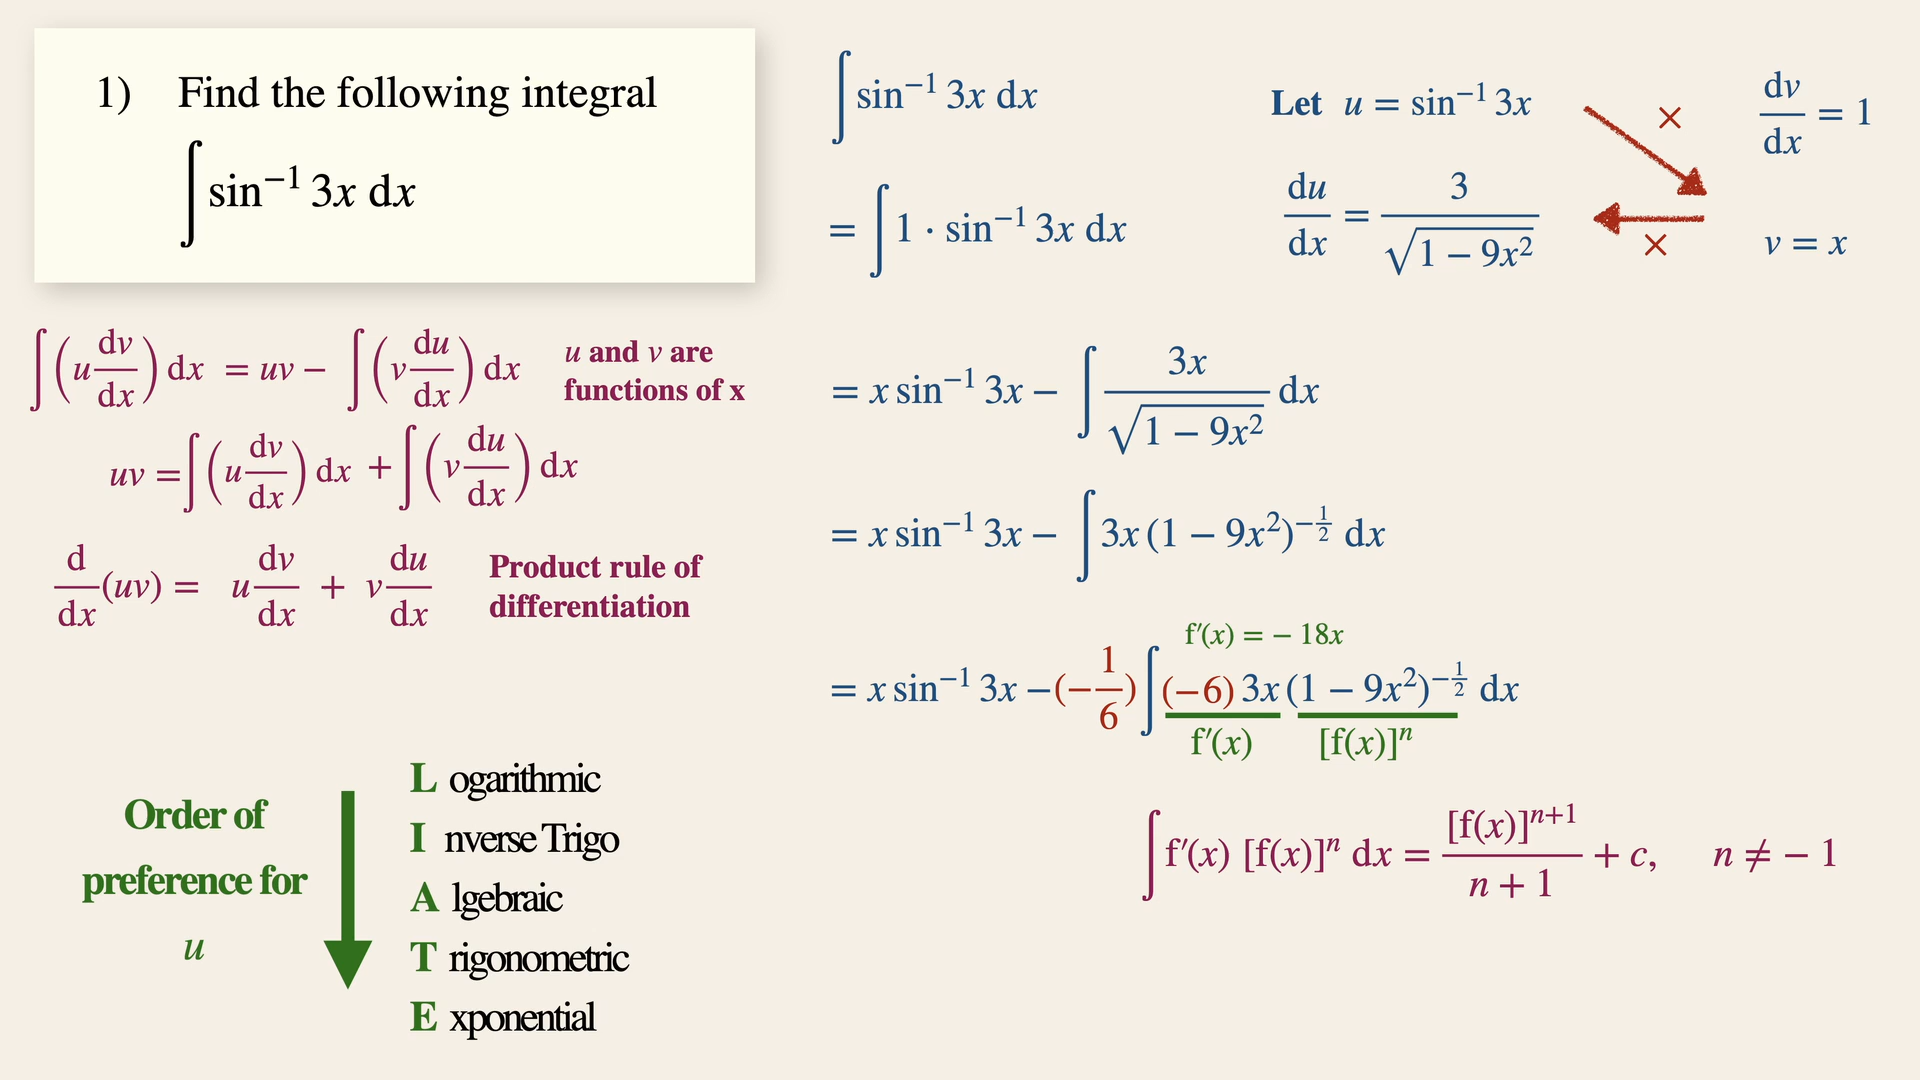 1) Find the following integral
∫ sin⁻¹ 3x dx
∫(u dv/dx) dx = uv − ∫(v du/dx) dx
u and v are
functions of x
uv = ∫(u dv/dx) dx + ∫(v du/dx) dx
d/dx (uv) = u dv/dx + v du/dx
Product rule of
differentiation
Order of
preference for
u
L ogarithmic
I nverse Trigo
A lgebraic
T rigonometric
E xponential
∫ sin⁻¹ 3x dx
= ∫ 1 · sin⁻¹ 3x dx
Let u = sin⁻¹ 3x × dv/dx = 1
du/dx = 3/√(1 − 9x²) × v = x
= x sin⁻¹ 3x − ∫ 3x/√(1 − 9x²) dx
= x sin⁻¹ 3x − ∫ 3x (1 − 9x²)^(−1/2) dx
f′(x) = − 18x
= x sin⁻¹ 3x −(−1/6) ∫ (−6) 3x (1 − 9x²)^(−1/2) dx
f′(x) [f(x)]ⁿ
∫ f′(x) [f(x)]ⁿ dx = [f(x)]ⁿ⁺¹/(n + 1) + c, n ≠ − 1